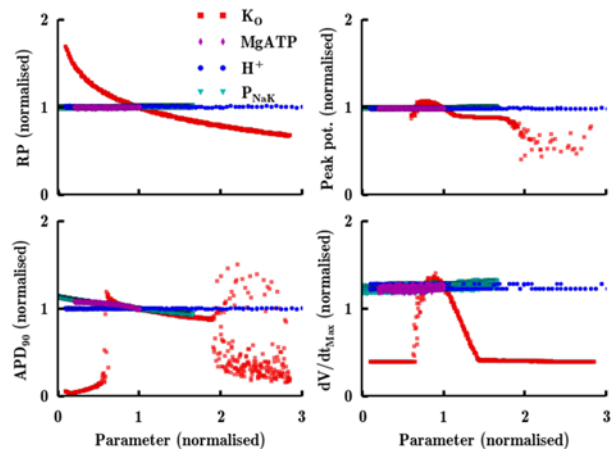 K_O
MgATP
H^+
P_NaK
2
1
0
RP (normalised)
2
1
0
Peak pot. (normalised)
2
1
0
APD_90 (normalised)
0 1 2 3
Parameter (normalised)
2
1
0
dV/dt_Max (normalised)
0 1 2 3
Parameter (normalised)